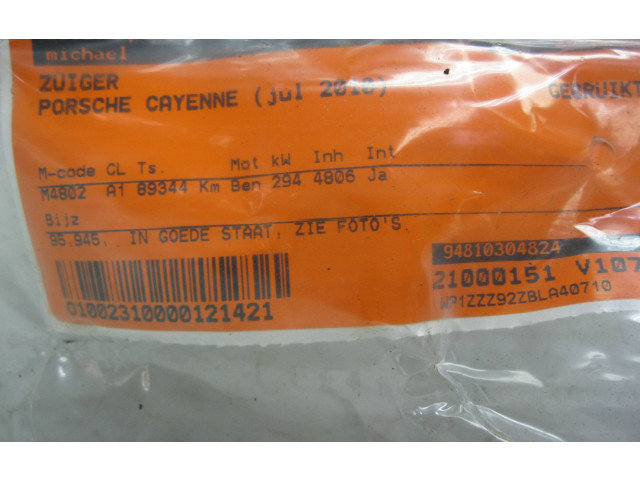 michael
ZUIGER
PORSCHE CAYENNE (jul 2010)
GEBRUIKT
M-code CL Ts. Mot kW Inh Int
M4802 A1 89344 Km Ben 294 4806 Ja
Bijz
95.945, IN GOEDE STAAT, ZIE FOTO'S.
94810304824
21000151 V107
WP1ZZZ92ZBLA40710
01002310000121421